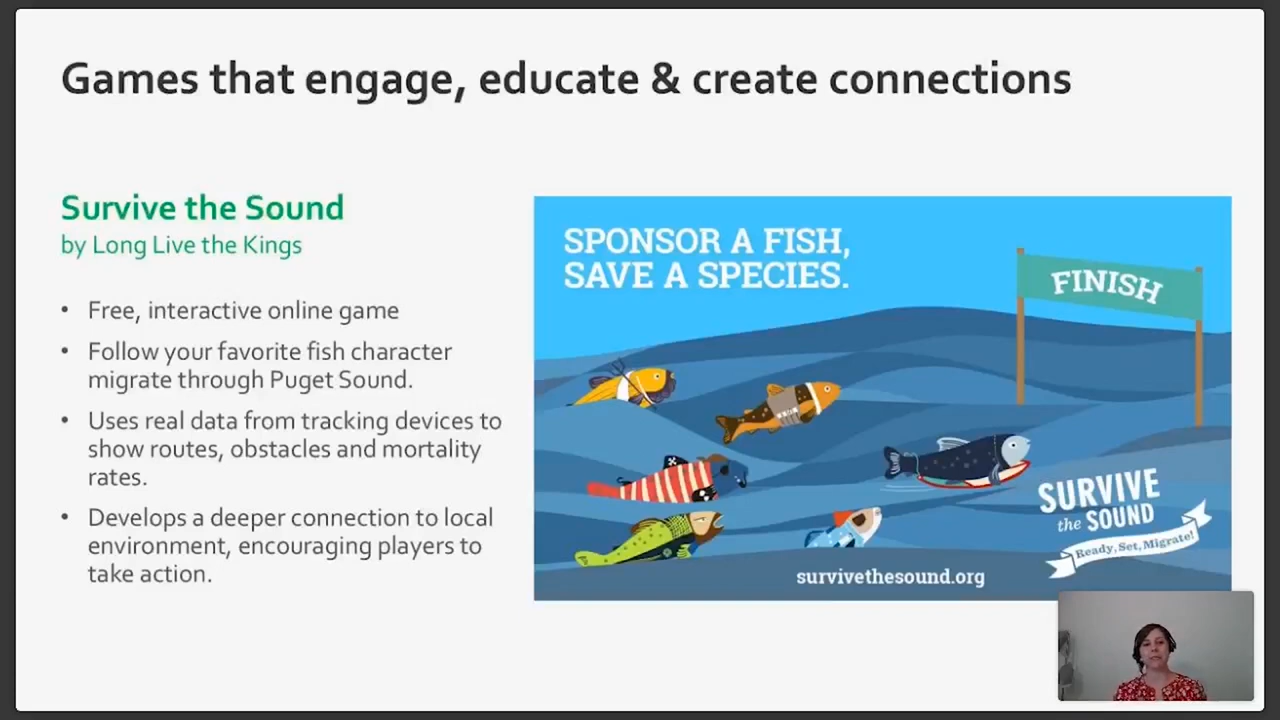 Games that engage, educate & create connections
Survive the Sound
by Long Live the Kings
• Free, interactive online game
• Follow your favorite fish character
migrate through Puget Sound.
• Uses real data from tracking devices to
show routes, obstacles and mortality
rates.
• Develops a deeper connection to local
environment, encouraging players to
take action.
SPONSOR A FISH,
SAVE A SPECIES.
FINISH
SURVIVE
the SOUND
Ready, Set, Migrate!
survivethesound.org